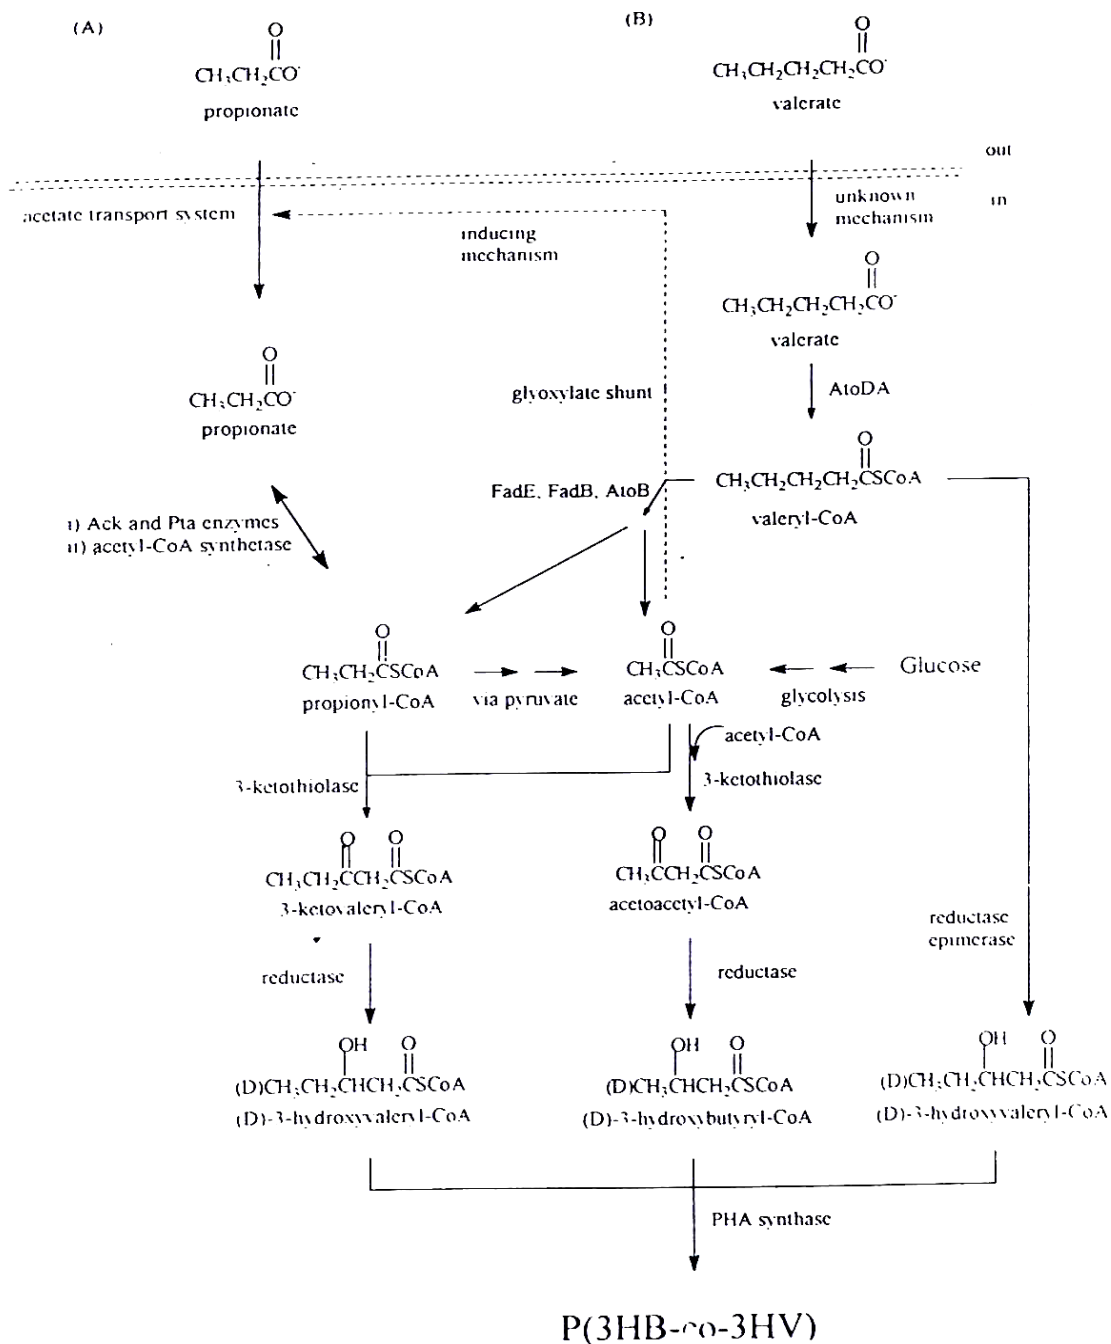 (A)
(B)
O
CH₃CH₂CO⁻
propionate
O
CH₃CH₂CH₂CH₂CO⁻
valerate
out
acetate transport system
inducing
mechanism
unknown
mechanism
in
O
CH₃CH₂CH₂CH₂CO⁻
valerate
O
CH₃CH₂CO⁻
propionate
glyoxylate shunt
AtoDA
i) Ack and Pta enzymes
ii) acetyl-CoA synthetase
FadE, FadB, AtoB
O
CH₃CH₂CH₂CH₂CSCoA
valeryl-CoA
O
CH₃CH₂CSCoA
propionyl-CoA
via pyruvate
O
CH₃CSCoA
acetyl-CoA
glycolysis
Glucose
acetyl-CoA
3-ketothiolase
3-ketothiolase
O O
CH₃CH₂CCH₂CSCoA
3-ketovaleryl-CoA
O O
CH₃CCH₂CSCoA
acetoacetyl-CoA
reductase
epimerase
reductase
reductase
OH O
(D)CH₃CH₂CHCH₂CSCoA
(D)-3-hydroxyvaleryl-CoA
OH O
(D)CH₃CHCH₂CSCoA
(D)-3-hydroxybutyryl-CoA
OH O
(D)CH₃CH₂CHCH₂CSCoA
(D)-3-hydroxyvaleryl-CoA
PHA synthase
P(3HB-co-3HV)